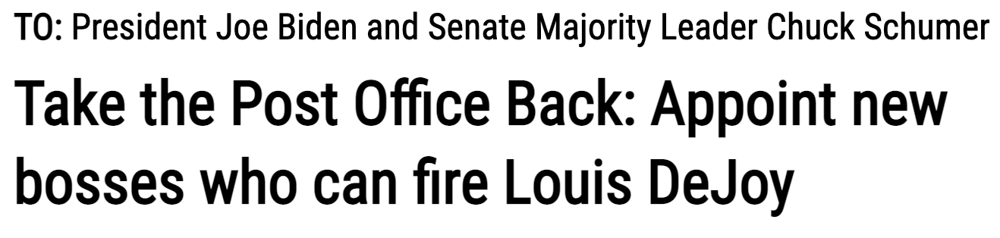 TO: President Joe Biden and Senate Majority Leader Chuck Schumer
Take the Post Office Back: Appoint new
bosses who can fire Louis DeJoy